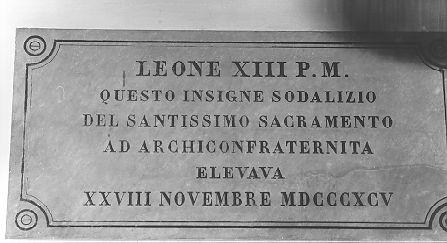 LEONE XIII P. M.
QUESTO INSIGNE SODALIZIO
DEL SANTISSIMO SACRAMENTO
AD ARCHICONFRATERNITA
ELEVAVA
XXVIII NOVEMBRE MDCCCXCV